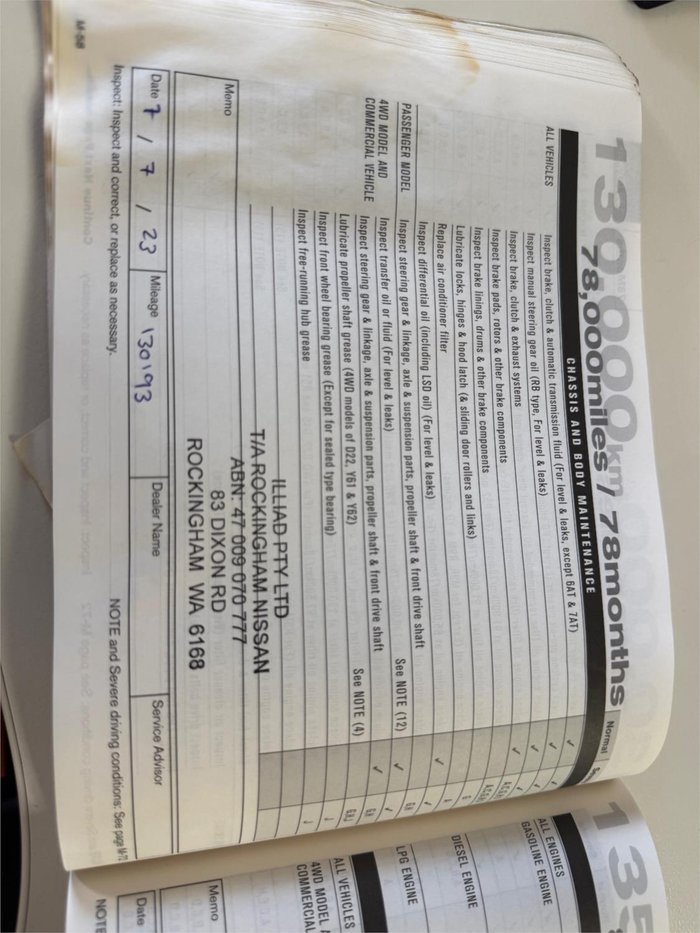 130,000km
78,000miles / 78months
CHASSIS AND BODY MAINTENANCE
Normal
ALL VEHICLES
Inspect brake, clutch & automatic transmission fluid (For level & leaks, except 6AT & 7AT) ✓ ✓
Inspect manual steering gear oil (RB type, For level & leaks) ✓ ✓
Inspect brake, clutch & exhaust systems ✓ ✓
Inspect brake pads, rotors & other brake components
Inspect brake linings, drums & other brake components
Lubricate locks, hinges & hood latch (& sliding door rollers and links)
Replace air conditioner filter ✓
Inspect differential oil (including LSD oil) (For level & leaks) ✓
PASSENGER MODEL
Inspect steering gear & linkage, axle & suspension parts, propeller shaft & front drive shaft See NOTE (12) ✓ GH
4WD MODEL AND
COMMERCIAL VEHICLE
Inspect transfer oil or fluid (For level & leaks) ✓
Inspect steering gear & linkage, axle & suspension parts, propeller shaft & front drive shaft ✓ GH
Lubricate propeller shaft grease (4WD models of D22, Y61 & Y62) See NOTE (4)
Inspect front wheel bearing grease (Except for sealed type bearing)
Inspect free-running hub grease
ILLIAD PTY LTD
T/A ROCKINGHAM NISSAN
ABN: 47 009 070 777
83 DIXON RD
ROCKINGHAM WA 6168
Memo
Date 7 / 7 / 23
Mileage 130193
Dealer Name
Service Advisor
Inspect: Inspect and correct, or replace as necessary.
NOTE and Severe driving conditions: See page M-70
M-58
135
ALL ENGINES
GASOLINE ENGINE
DIESEL ENGINE
LPG ENGINE
ALL VEHICLES
4WD MODEL
COMMERCIAL
Memo
Date
NOTE